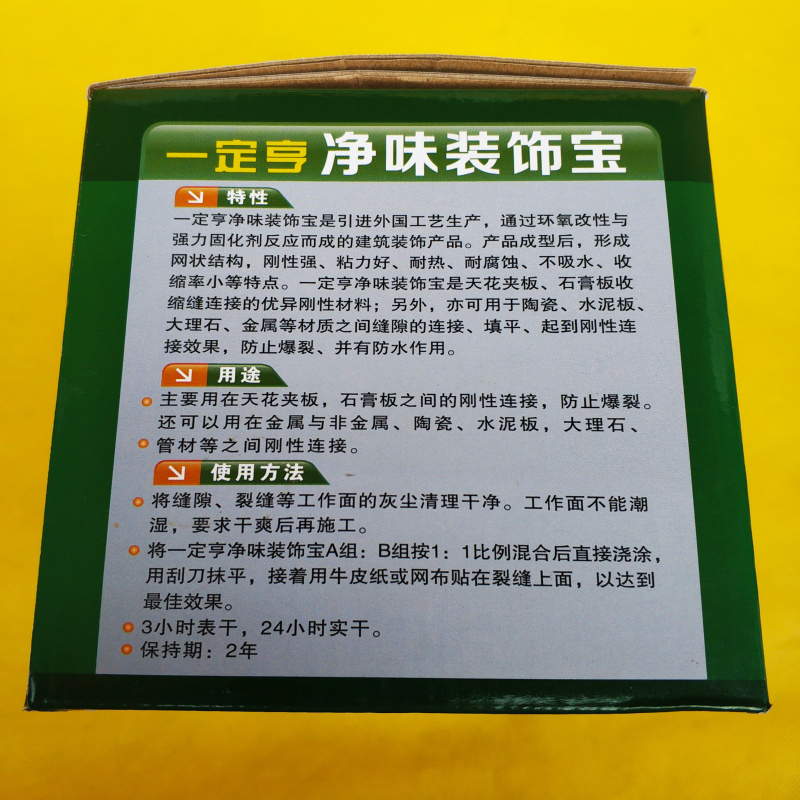 一定亨 净味装饰宝
特性
一定亨净味装饰宝是引进外国工艺生产，通过环氧改性与
强力固化剂反应而成的建筑装饰产品。产品成型后，形成
网状结构，刚性强、粘力好、耐热、耐腐蚀、不吸水、收
缩率小等特点。一定亨净味装饰宝是天花夹板、石膏板收
缩缝连接的优异刚性材料；另外，亦可用于陶瓷、水泥板、
大理石、金属等材质之间缝隙的连接、填平、起到刚性连
接效果，防止爆裂、并有防水作用。
用途
主要用在天花夹板，石膏板之间的刚性连接，防止爆裂。
还可以用在金属与非金属、陶瓷、水泥板，大理石、
管材等之间刚性连接。
使用方法
将缝隙、裂缝等工作面的灰尘清理干净。工作面不能潮
湿，要求干爽后再施工。
将一定亨净味装饰宝A组：B组按1：1比例混合后直接浇涂，
用刮刀抹平，接着用牛皮纸或网布贴在裂缝上面，以达到
最佳效果。
3小时表干，24小时实干。
保持期：2年